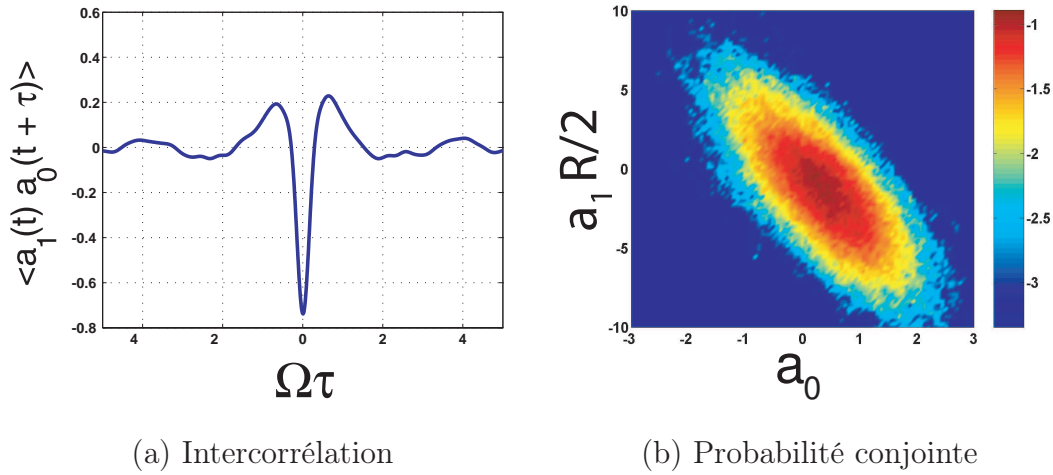 0.6
0.4
0.2
0
-0.2
-0.4
-0.6
-0.8
<a₁(t) a₀(t + τ)>
4 2 0 2 4
Ωτ
(a) Intercorrélation
10
5
0
-5
-10
a₁ R/2
-3 -2 -1 0 1 2 3
a₀
-1
-1.5
-2
-2.5
-3
(b) Probabilité conjointe